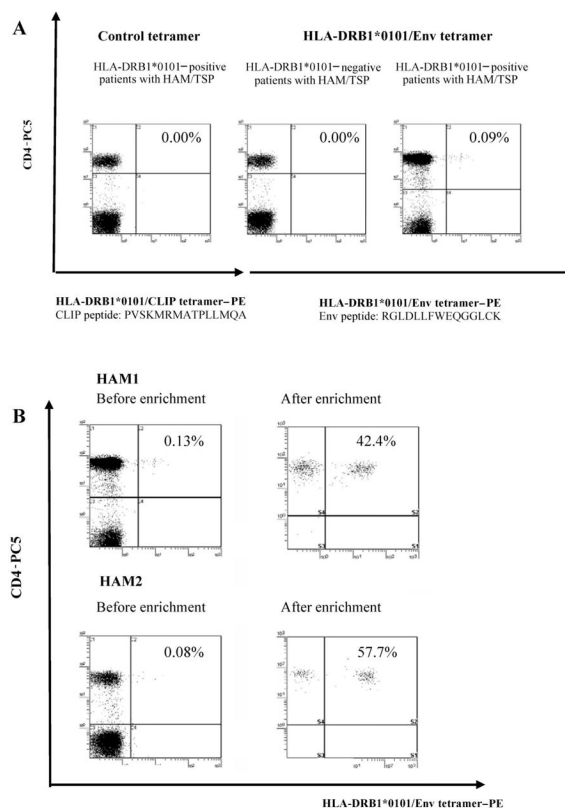 A
Control tetramer
HLA-DRB1*0101/Env tetramer
HLA-DRB1*0101–positive
patients with HAM/TSP
HLA-DRB1*0101–negative
patients with HAM/TSP
HLA-DRB1*0101–positive
patients with HAM/TSP
CD4-PC5
0.00%
0.00%
0.09%
HLA-DRB1*0101/CLIP tetramer–PE
CLIP peptide: PVSKMRMATPLLMQA
HLA-DRB1*0101/Env tetramer–PE
Env peptide: RGLDLLFWEQGGLCK
B
HAM1
Before enrichment
After enrichment
0.13%
42.4%
HAM2
Before enrichment
After enrichment
0.08%
57.7%
CD4-PC5
HLA-DRB1*0101/Env tetramer–PE